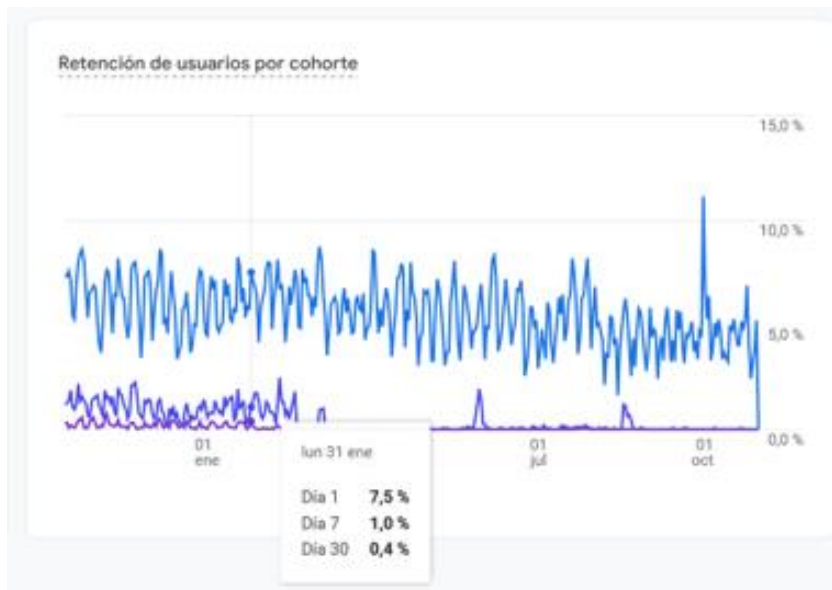 Retención de usuarios por cohorte
15,0 %
10,0 %
5,0 %
0,0 %
01
ene
01
jul
01
oct
lun 31 ene
Día 1 7,5 %
Día 7 1,0 %
Día 30 0,4 %